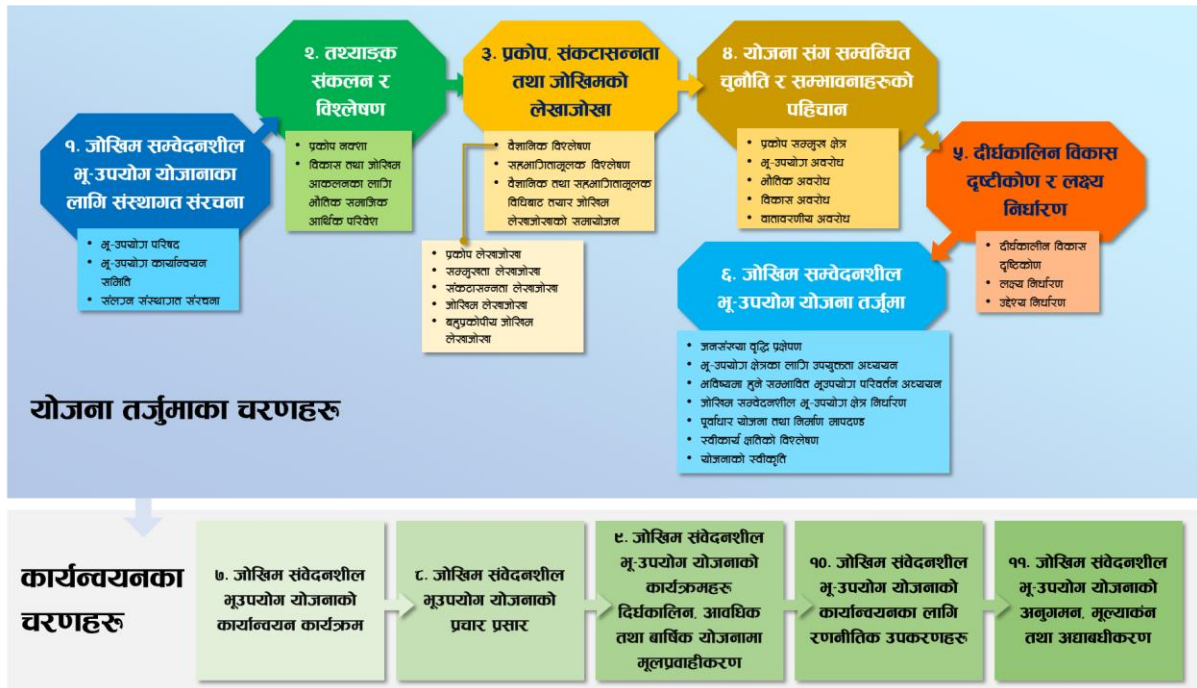 १. जोखिम सम्वेदनशील
भू-उपयोग योजानाका
लागि संस्थागत संरचना
• भू-उपयोग परिषद
• भू-उपयोग कार्यान्वयन
समिति
• संलग्न संस्थागत संरचना
२. तथ्याङ्क
संकलन र
विश्लेषण
• प्रकोप नक्शा
• विकास तथा जोखिम
आकलनका लागि
भौतिक समाजिक
आर्थिक परिवेश
३. प्रकोप, संकटासन्नता
तथा जोखिमको
लेखाजोखा
• वैज्ञानिक विश्लेषण
• सहभागितामूलक विश्लेषण
• वैज्ञानिक तथा सहभागितामूलक
विधिबाट तयार जोखिम
लेखाजोखाको समायोजन
• प्रकोप लेखाजोखा
• सम्मुखता लेखाजोखा
• संकटासन्नता लेखाजोखा
• जोखिम लेखाजोखा
• बहुप्रकोपीय जोखिम
लेखाजोखा
४. योजना संग सम्वन्धित
चुनौति र सम्भावनाहरुको
पहिचान
• प्रकोप सम्मुख क्षेत्र
• भू-उपयोग अवरोध
• भौतिक अवरोध
• विकास अवरोध
• वातावरणीय अवरोध
५. दीर्घकालिन विकास
दृष्टीकोण र लक्ष्य
निर्धारण
• दीर्घकालीन विकास
दृष्टिकोण
• लक्ष्य निर्धारण
• उद्देश्य निर्धारण
६. जोखिम सम्वेदनशील
भू-उपयोग योजना तर्जूमा
• जनसंख्या वृद्धि प्रक्षेपण
• भू-उपयोग क्षेत्रका लागि उपयुक्तता अध्ययन
• भविष्यमा हुने सम्भावित भूउपयोग परिवर्तन अध्ययन
• जोखिम सम्वेदनशील भू-उपयोग क्षेत्र निर्धारण
• पूर्वाधार योजना तथा निर्माण मापदण्ड
• स्वीकार्य क्षतिको विश्लेषण
• योजनाको स्वीकृति
योजना तर्जुमाका चरणहरू
कार्यन्वयनका
चरणहरू
७. जोखिम संवेदनशील
भूउपयोग योजनाको
कार्यान्वयन कार्यक्रम
८. जोखिम संवेदनशील
भूउपयोग योजनाको
प्रचार प्रसार
९. जोखिम संवेदनशील
भू-उपयोग योजनाको
कार्यक्रमहरु
दिर्घकालिन, आवधिक
तथा बार्षिक योजनामा
मूलप्रवाहीकरण
१०. जोखिम संवेदनशील
भू-उपयोग योजनाको
कार्यान्वयनका लागि
रणनीतिक उपकरणहरु
११. जोखिम संवेदनशील
भू-उपयोग योजनाको
अनुगमन, मूल्याकंन
तथा अद्याबधीकरण